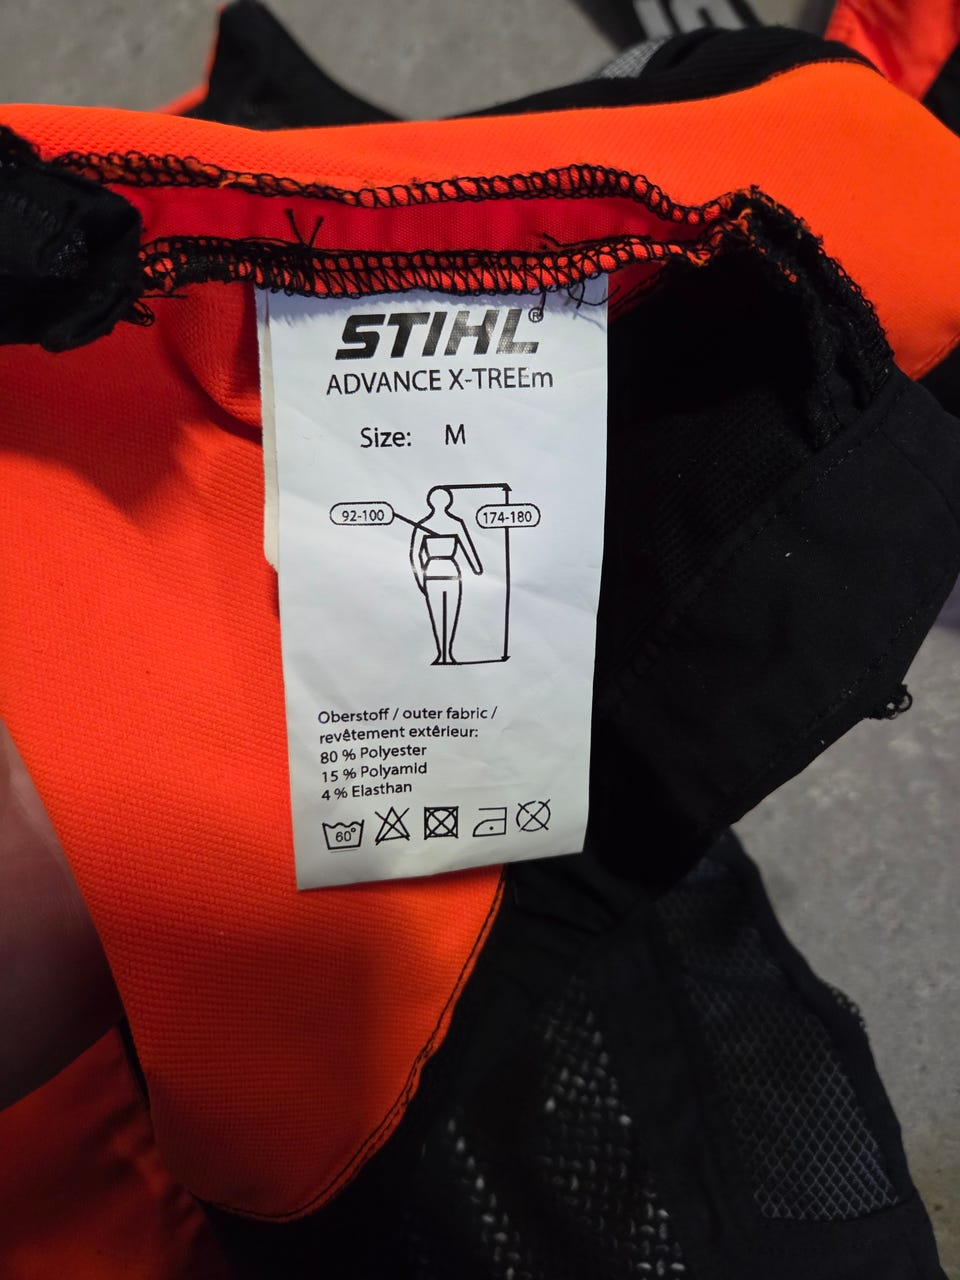 STIHL®
ADVANCE X-TREEm
Size: M
92-100
174-180
Oberstoff / outer fabric /
revêtement extérieur:
80 % Polyester
15 % Polyamid
4 % Elasthan
60°